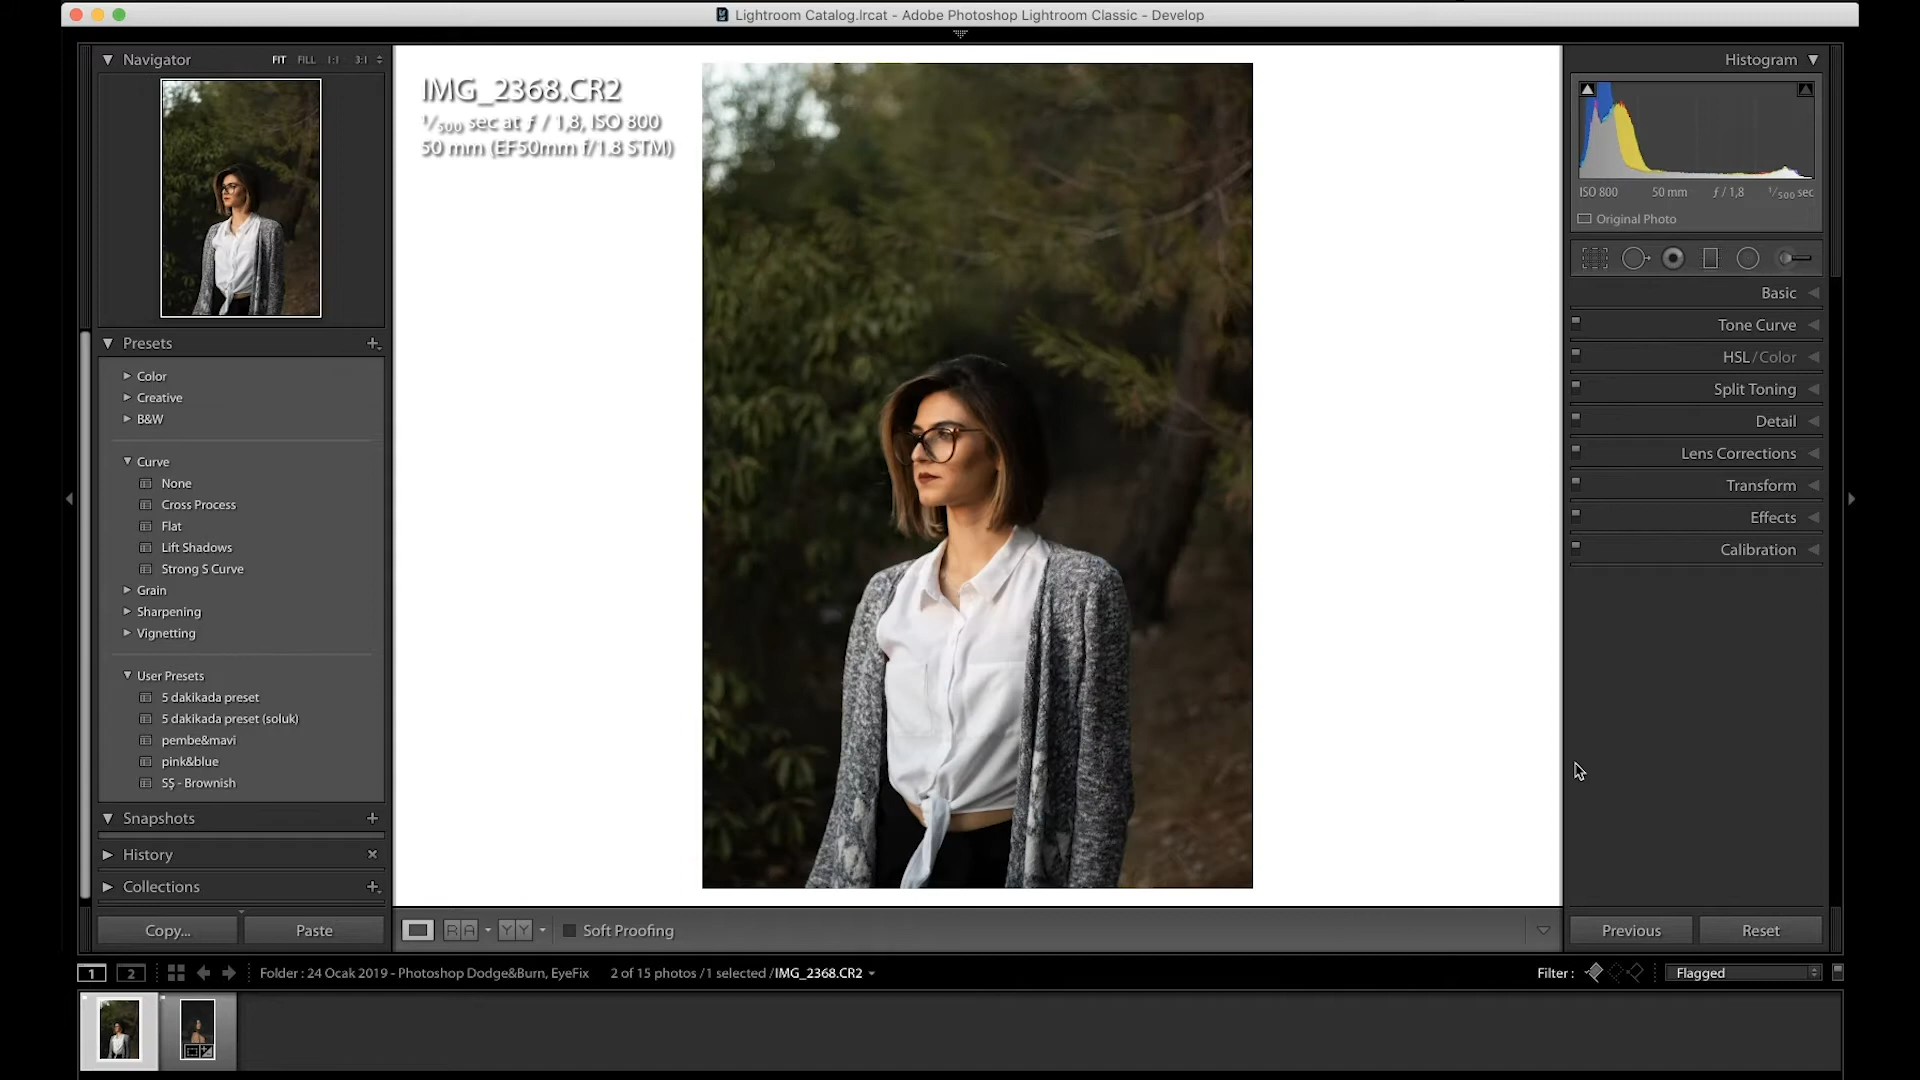 Lightroom Catalog.lrcat - Adobe Photoshop Lightroom Classic - Develop
Navigator
FIT FILL 1:1 3:1
IMG_2368.CR2
1/500 sec at ƒ / 1,8, ISO 800
50 mm (EF50mm f/1.8 STM)
Histogram
ISO 800 50 mm ƒ / 1,8 1/500 sec
Original Photo
Basic
Tone Curve
HSL / Color
Split Toning
Detail
Lens Corrections
Transform
Effects
Calibration
Presets
Color
Creative
B&W
Curve
None
Cross Process
Flat
Lift Shadows
Strong S Curve
Grain
Sharpening
Vignetting
User Presets
5 dakikada preset
5 dakikada preset (soluk)
pembe&mavi
pink&blue
SŞ - Brownish
Snapshots
History
Collections
Copy... Paste
R A Y Y Soft Proofing
Previous Reset
1 2 Folder : 24 Ocak 2019 - Photoshop Dodge&Burn, EyeFix 2 of 15 photos /1 selected /IMG_2368.CR2 Filter : Flagged